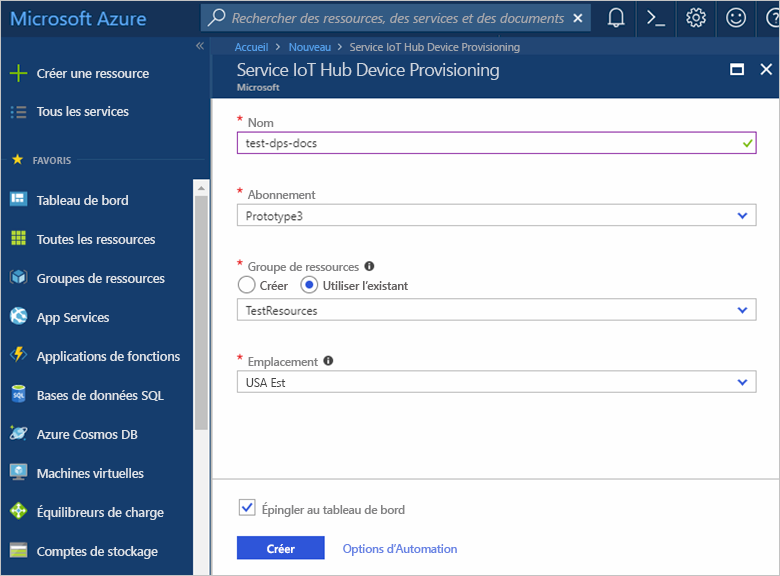 Microsoft Azure
Rechercher des ressources, des services et des documents
Créer une ressource
Tous les services
FAVORIS
Tableau de bord
Toutes les ressources
Groupes de ressources
App Services
Applications de fonctions
Bases de données SQL
Azure Cosmos DB
Machines virtuelles
Équilibreurs de charge
Comptes de stockage
Accueil > Nouveau > Service IoT Hub Device Provisioning
Service IoT Hub Device Provisioning
Microsoft
* Nom
test-dps-docs
* Abonnement
Prototype3
* Groupe de ressources
Créer Utiliser l'existant
TestResources
* Emplacement
USA Est
Épingler au tableau de bord
Créer Options d'Automation